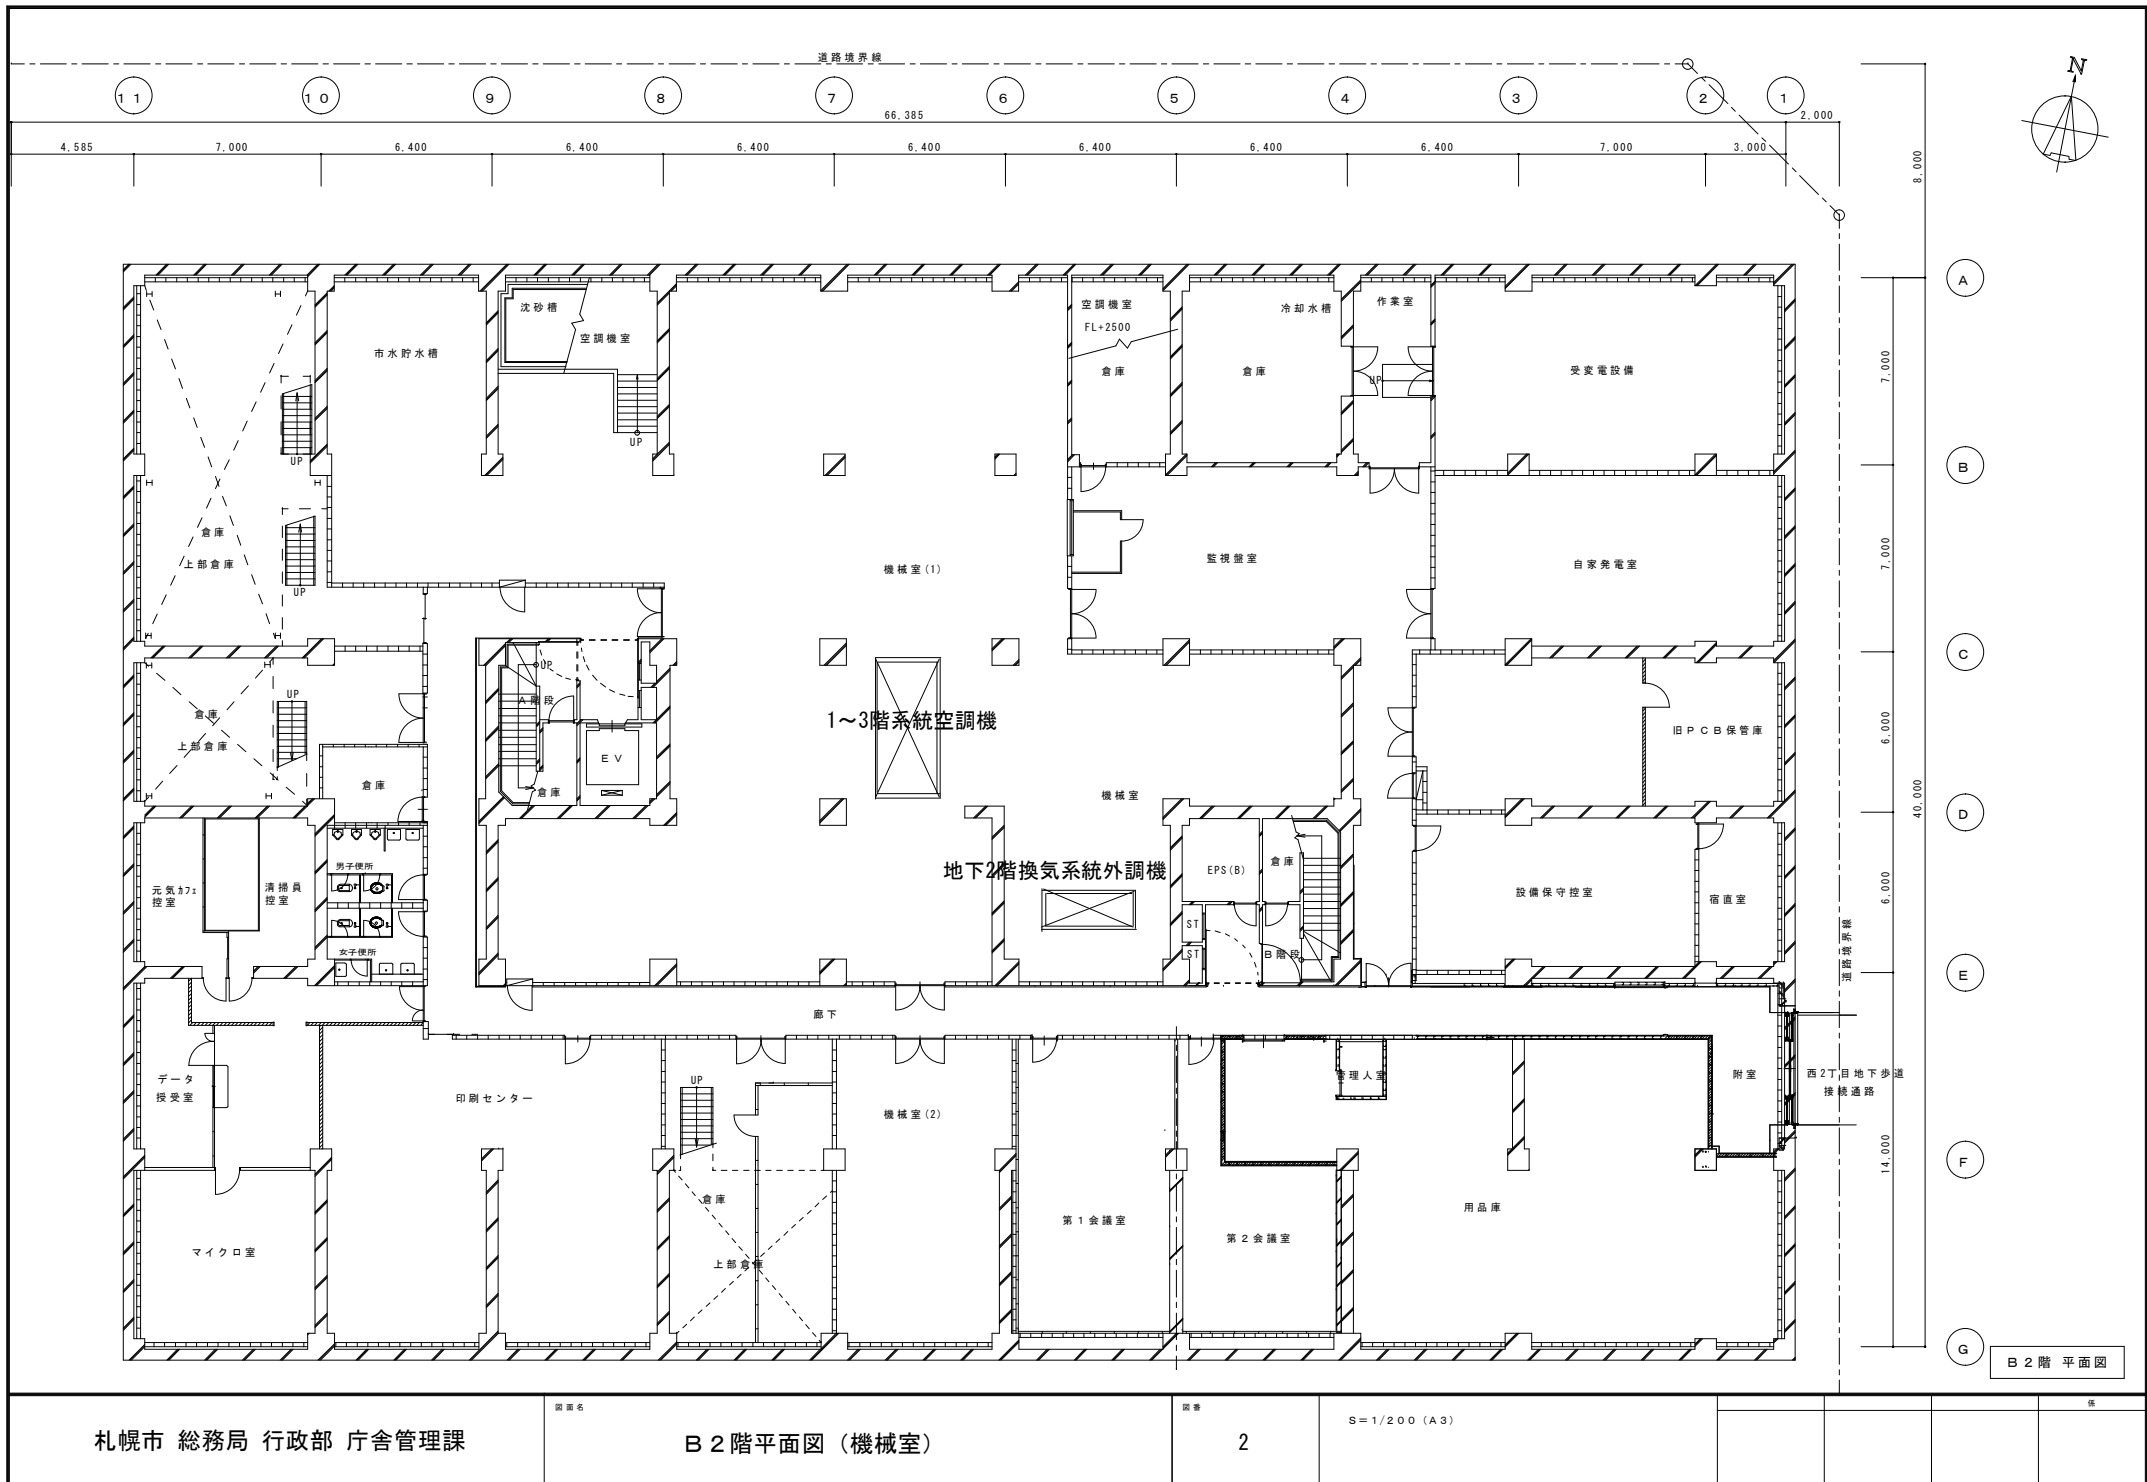 道路境界線
N
11
10
9
8
7
6
5
4
3
2
1
66,385
2,000
4,585
7,000
6,400
6,400
6,400
6,400
6,400
6,400
6,400
7,000
3,000
8,000
A
B
C
D
E
F
G
7,000
7,000
6,000
6,000
14,000
40,000
道路境界線
沈砂槽
空調機室
市水貯水槽
UP
UP
空調機室
FL+2500
倉庫
冷却水槽
倉庫
作業室
UP
受変電設備
倉庫
上部倉庫
UP
機械室(1)
監視盤室
自家発電室
UP
A階段
倉庫
EV
倉庫
上部倉庫
UP
倉庫
1~3階系統空調機
機械室
旧PCB保管庫
男子便所
女子便所
元気カフェ
控室
清掃員
控室
地下2階換気系統外調機
EPS(B)
倉庫
ST
ST
B階段
設備保守控室
宿直室
廊下
データ
授受室
印刷センター
UP
機械室(2)
管理人室
附室
西2丁目地下歩道
接続通路
倉庫
上部倉庫
第1会議室
第2会議室
用品庫
マイクロ室
B2階 平面図
札幌市 総務局 行政部 庁舎管理課
図面名
B2階平面図(機械室)
図番
2
S=1/200(A3)
係